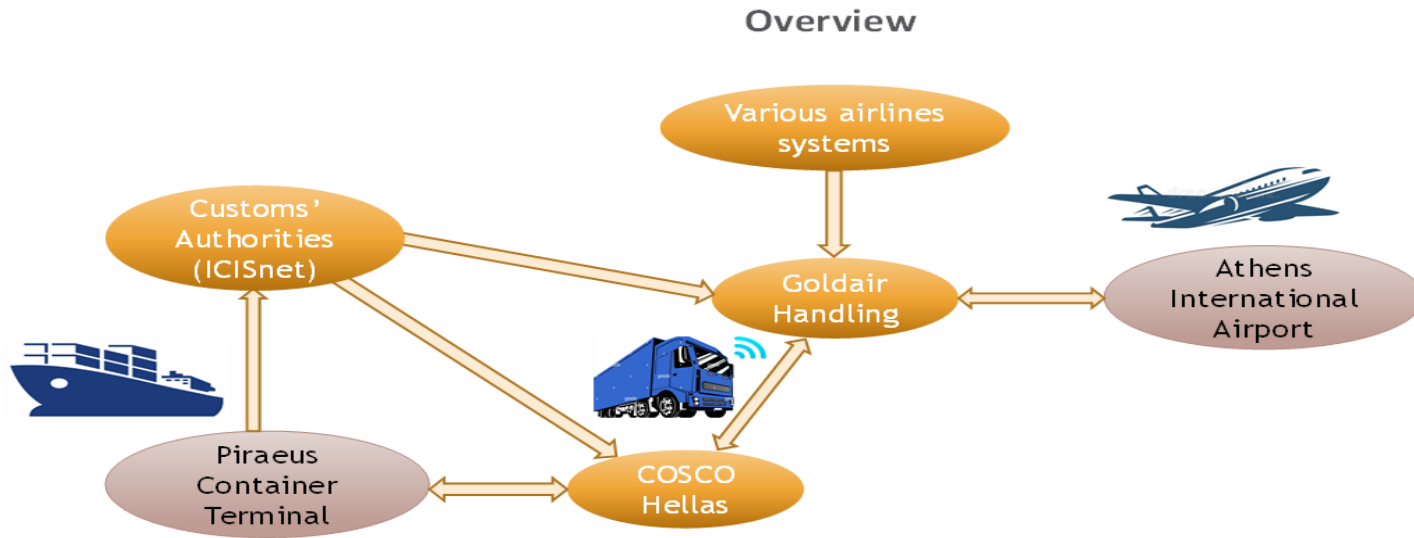 Overview
Various airlines
systems
Customs’
Authorities
(ICISnet)
Goldair
Handling
Athens
International
Airport
Piraeus
Container
Terminal
COSCO
Hellas